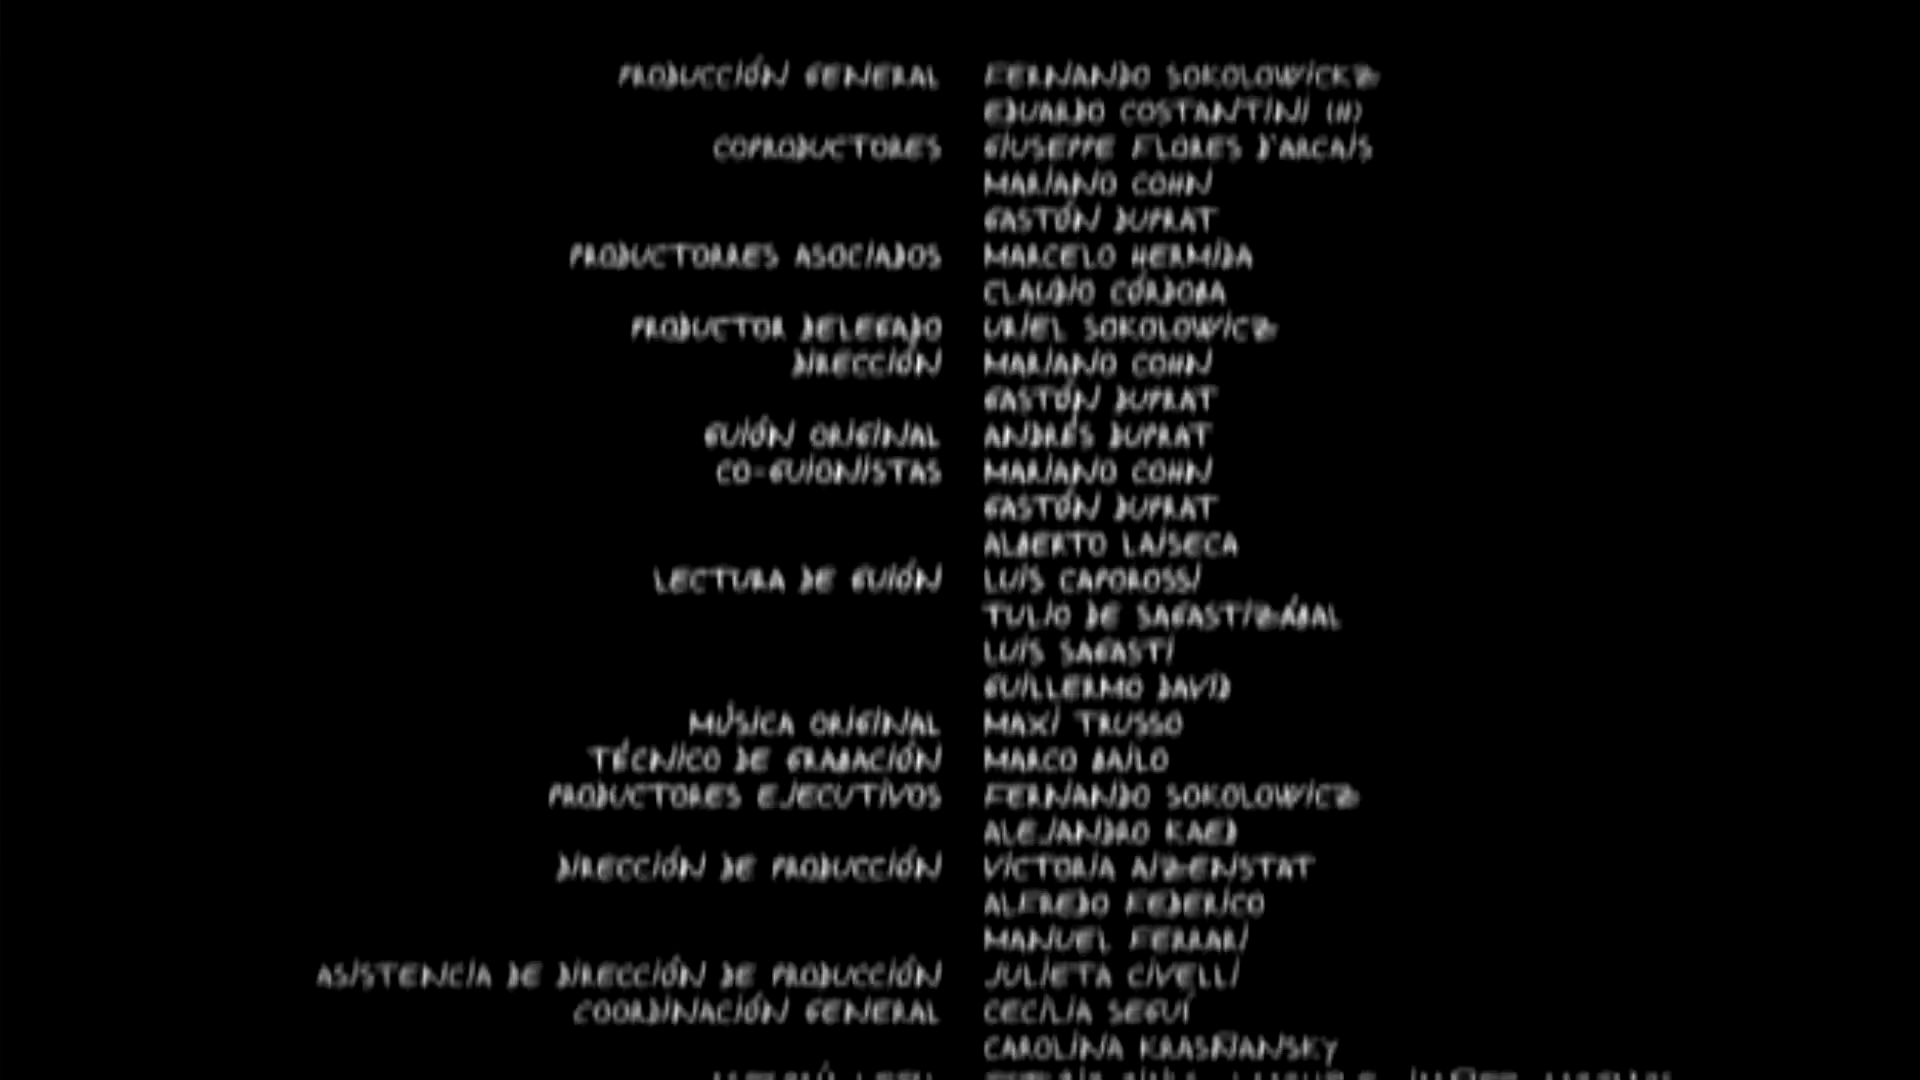 PRODUCCIÓN GENERAL FERNANDO SOKOLOWICKZ
EDUARDO COSTANTINI (H)
COPRODUCTORES GIUSEPPE FLORES D'ARCAIS
MARIANO COHN
GASTÓN DUPRAT
PRODUCTORRES ASOCIADOS MARCELO HERMIDA
CLAUDIO CÓRDOBA
PRODUCTOR DELEGADO URIEL SOKOLOWICZ
DIRECCIÓN MARIANO COHN
GASTÓN DUPRAT
GUIÓN ORIGINAL ANDRÉS DUPRAT
CO-GUIONISTAS MARIANO COHN
GASTÓN DUPRAT
ALBERTO LAISECA
LECTURA DE GUIÓN LUIS CAPOROSSI
TULIO DE SAGASTIZÁBAL
LUIS SAGASTI
GUILLERMO DAVID
MÚSICA ORIGINAL MAXI TRUSSO
TÉCNICO DE GRABACIÓN MARCO BAILO
PRODUCTORES EJECUTIVOS FERNANDO SOKOLOWICZ
ALEJANDRO KAED
DIRECCIÓN DE PRODUCCIÓN VICTORIA AIZENSTAT
ALFREDO FEDERICO
MANUEL FERRARI
ASISTENCIA DE DIRECCIÓN DE PRODUCCIÓN JULIETA CIVELLI
COORDINACIÓN GENERAL CECILIA SEGUÍ
CAROLINA KRASÑANSKY